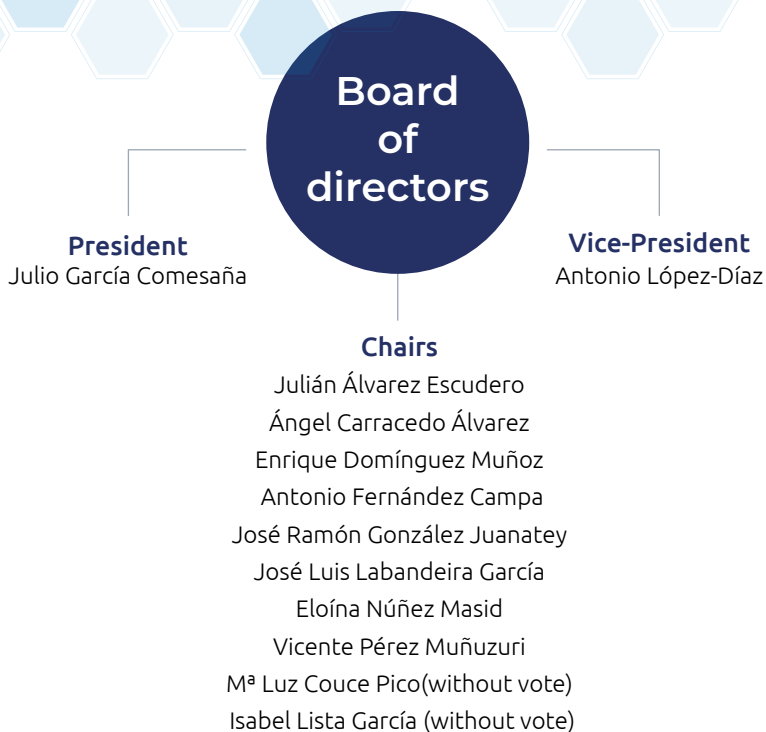 Board
of
directors
President
Julio García Comesaña
Vice-President
Antonio López-Díaz
Chairs
Julián Álvarez Escudero
Ángel Carracedo Álvarez
Enrique Domínguez Muñoz
Antonio Fernández Campa
José Ramón González Juanatey
José Luis Labandeira García
Eloína Núñez Masid
Vicente Pérez Muñuzuri
Mª Luz Couce Pico(without vote)
Isabel Lista García (without vote)